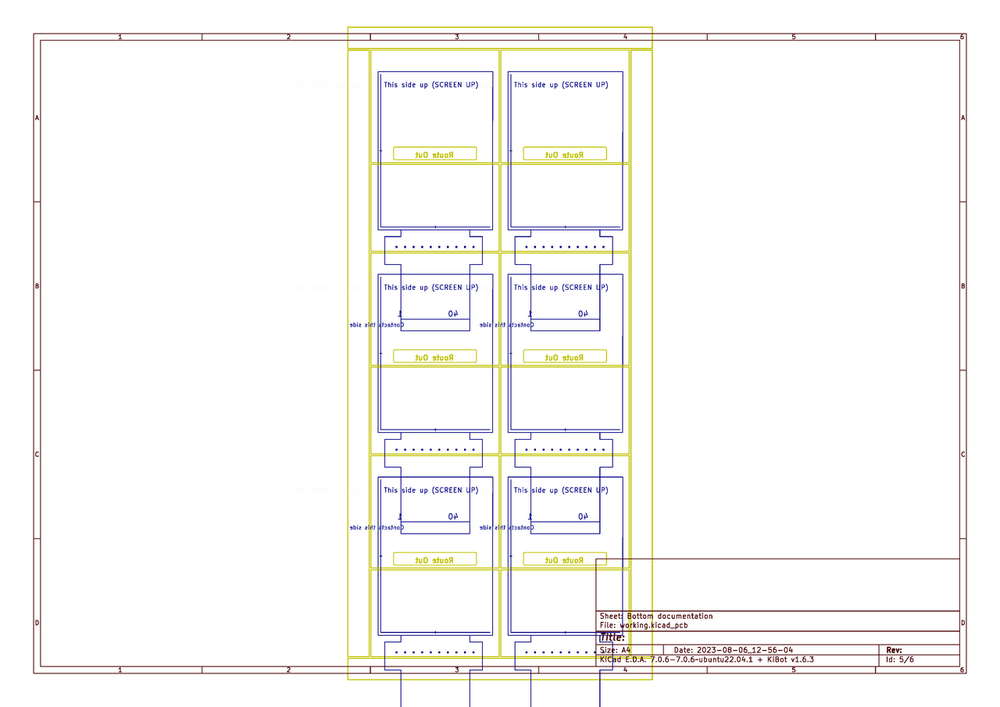 1 2 3 4 5 6
A A
This side up (SCREEN UP) This side up (SCREEN UP)
Route Out Route Out
B B
This side up (SCREEN UP) This side up (SCREEN UP)
1 40 1 40
Contacts this side Contacts this side
Route Out Route Out
C C
This side up (SCREEN UP) This side up (SCREEN UP)
1 40 1 40
Contacts this side Contacts this side
Route Out Route Out
Sheet: Bottom documentation
D D
File: working.kicad_pcb
Title:
Size: A4 Date: 2023-08-06_12-56-04 Rev:
KiCad E.D.A. 7.0.6-7.0.6-ubuntu22.04.1 + KiBot v1.6.3 Id: 5/6
1 2 3 4 5 6